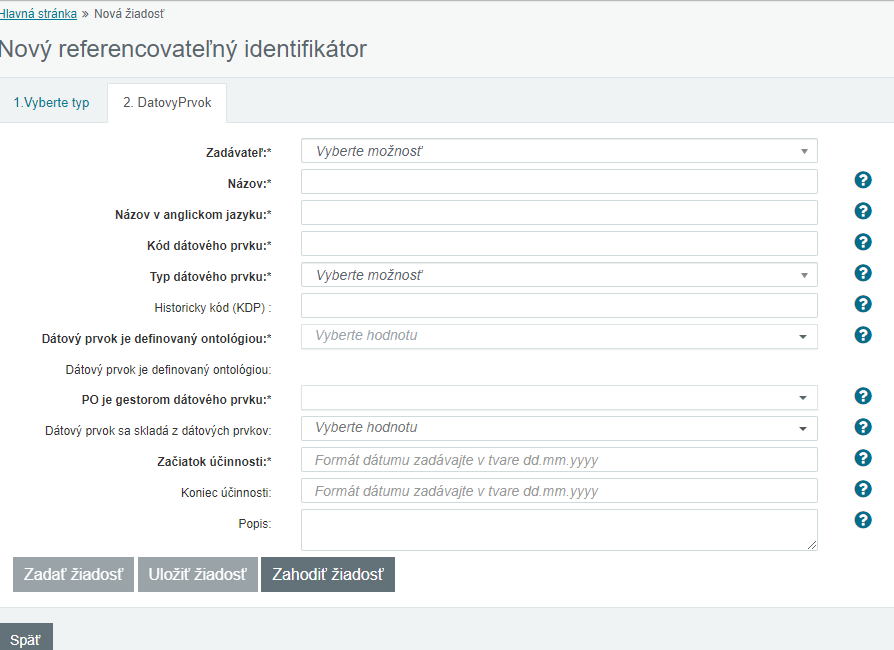 Hlavná stránka » Nová žiadosť
Nový referencovateľný identifikátor
1.Vyberte typ 2. DatovyPrvok
Zadávateľ:* Vyberte možnosť
Názov:*
Názov v anglickom jazyku:*
Kód dátového prvku:*
Typ dátového prvku:* Vyberte možnosť
Historicky kód (KDP) :
Dátový prvok je definovaný ontológiou:* Vyberte hodnotu
Dátový prvok je definovaný ontológiou:
PO je gestorom dátového prvku:*
Dátový prvok sa skladá z dátových prvkov: Vyberte hodnotu
Začiatok účinnosti:* Formát dátumu zadávajte v tvare dd.mm.yyyy
Koniec účinnosti: Formát dátumu zadávajte v tvare dd.mm.yyyy
Popis:
Zadať žiadosť Uložiť žiadosť Zahodiť žiadosť
Späť